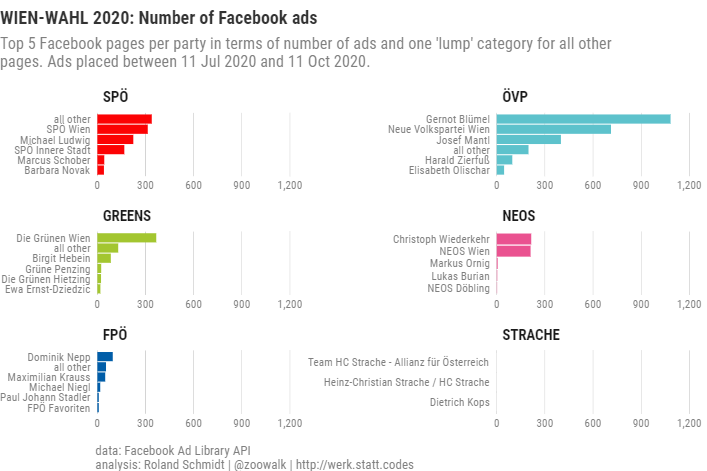 WIEN-WAHL 2020: Number of Facebook ads
Top 5 Facebook pages per party in terms of number of ads and one 'lump' category for all other
pages. Ads placed between 11 Jul 2020 and 11 Oct 2020.
SPÖ
all other
SPÖ Wien
Michael Ludwig
SPÖ Innere Stadt
Marcus Schober
Barbara Novak
0 300 600 900 1,200
ÖVP
Gernot Blümel
Neue Volkspartei Wien
Josef Mantl
all other
Harald Zierfuß
Elisabeth Olischar
0 300 600 900 1,200
GREENS
Die Grünen Wien
all other
Birgit Hebein
Grüne Penzing
Die Grünen Hietzing
Ewa Ernst-Dziedzic
0 300 600 900 1,200
NEOS
Christoph Wiederkehr
NEOS Wien
Markus Ornig
Lukas Burian
NEOS Döbling
0 300 600 900 1,200
FPÖ
Dominik Nepp
all other
Maximilian Krauss
Michael Niegl
Paul Johann Stadler
FPÖ Favoriten
0 300 600 900 1,200
STRACHE
Team HC Strache - Allianz für Österreich
Heinz-Christian Strache / HC Strache
Dietrich Kops
0 300 600 900 1,200
data: Facebook Ad Library API
analysis: Roland Schmidt | @zoowalk | http://werk.statt.codes